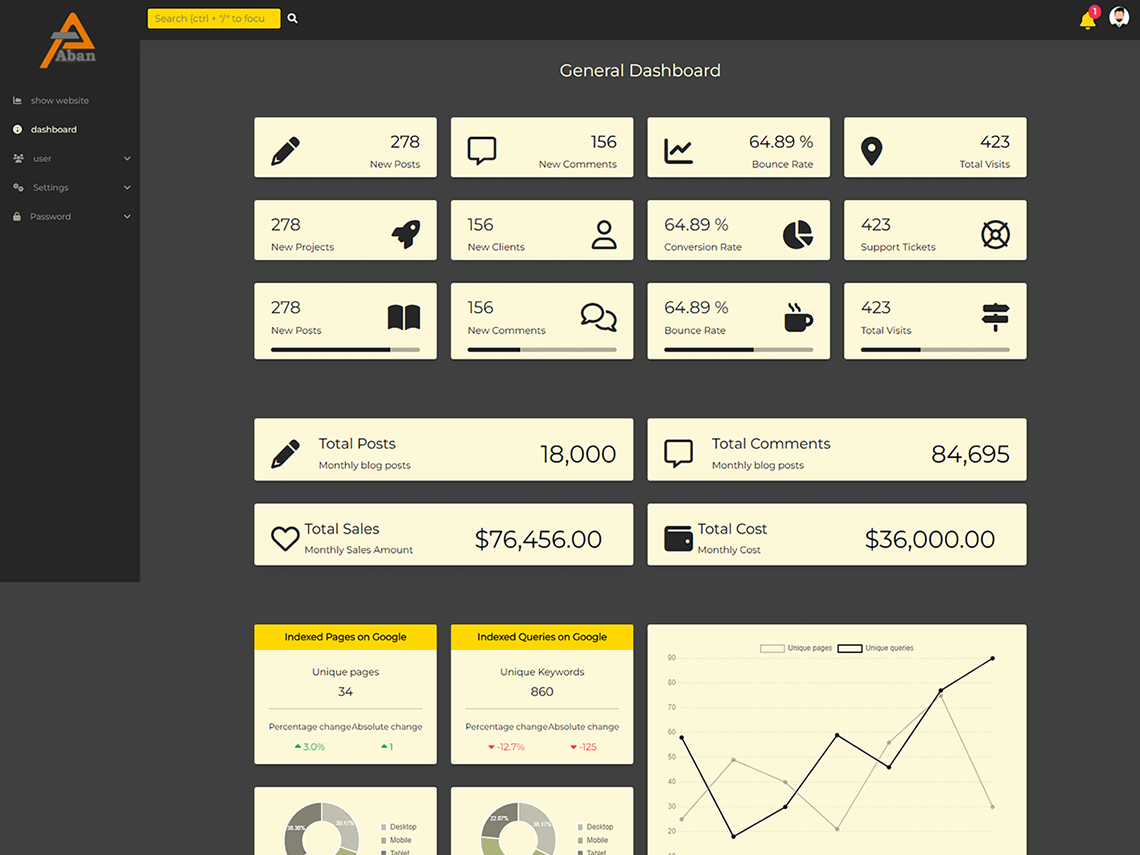 Aban
Search (ctrl + "/" to focu
1
show website
dashboard
user
Settings
Password
General Dashboard
278
New Posts
156
New Comments
64.89 %
Bounce Rate
423
Total Visits
278
New Projects
156
New Clients
64.89 %
Conversion Rate
423
Support Tickets
278
New Posts
156
New Comments
64.89 %
Bounce Rate
423
Total Visits
Total Posts
Monthly blog posts
18,000
Total Comments
Monthly blog posts
84,695
Total Sales
Monthly Sales Amount
$76,456.00
Total Cost
Monthly Cost
$36,000.00
Indexed Pages on Google
Unique pages
34
Percentage change Absolute change
3.0% 1
Indexed Queries on Google
Unique Keywords
860
Percentage change Absolute change
-12.7% -125
Unique pages Unique queries
90
80
70
60
50
40
30
20
30.17%
Desktop
Mobile
Tablet
22.07% 30.17%
Desktop
Mobile
Tablet